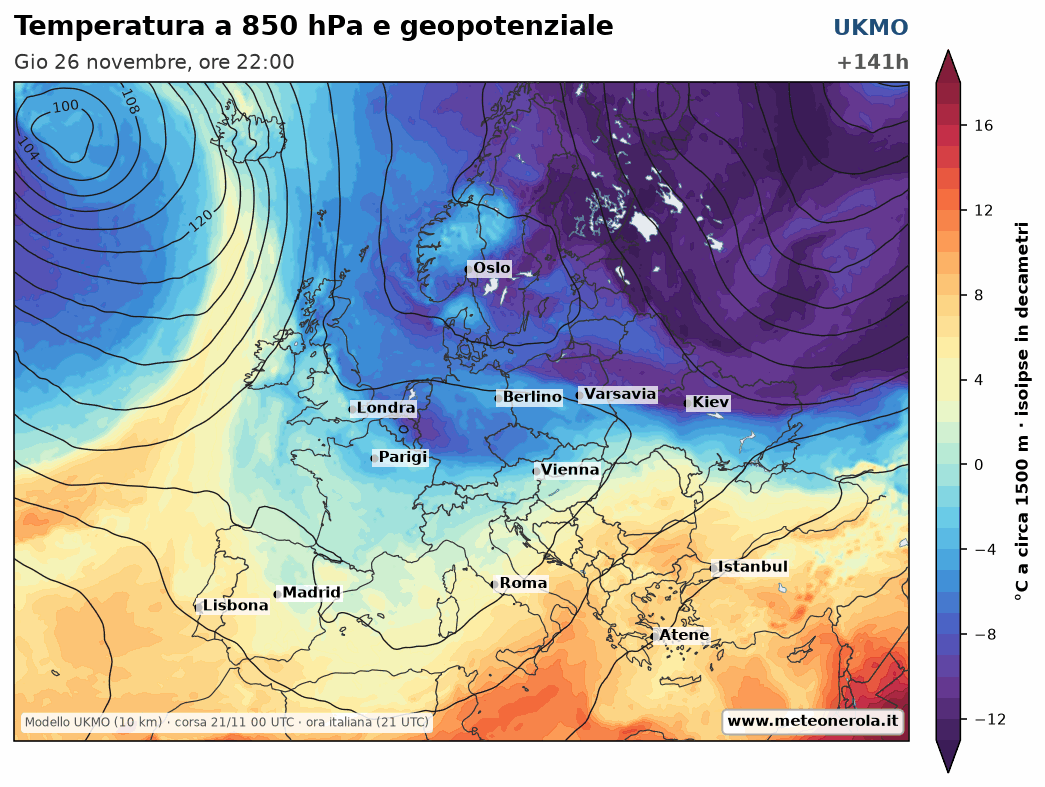 Temperatura a 850 hPa e geopotenziale
UKMO
Gio 26 novembre, ore 22:00
+141h
100
108
104
120
16
12
8
4
0
−4
−8
−12
°C a circa 1500 m · isoipse in decametri
Oslo
Berlino
Varsavia
Kiev
Londra
Parigi
Vienna
Istanbul
Roma
Madrid
Lisbona
Atene
Modello UKMO (10 km) · corsa 21/11 00 UTC · ora italiana (21 UTC)
www.meteonerola.it